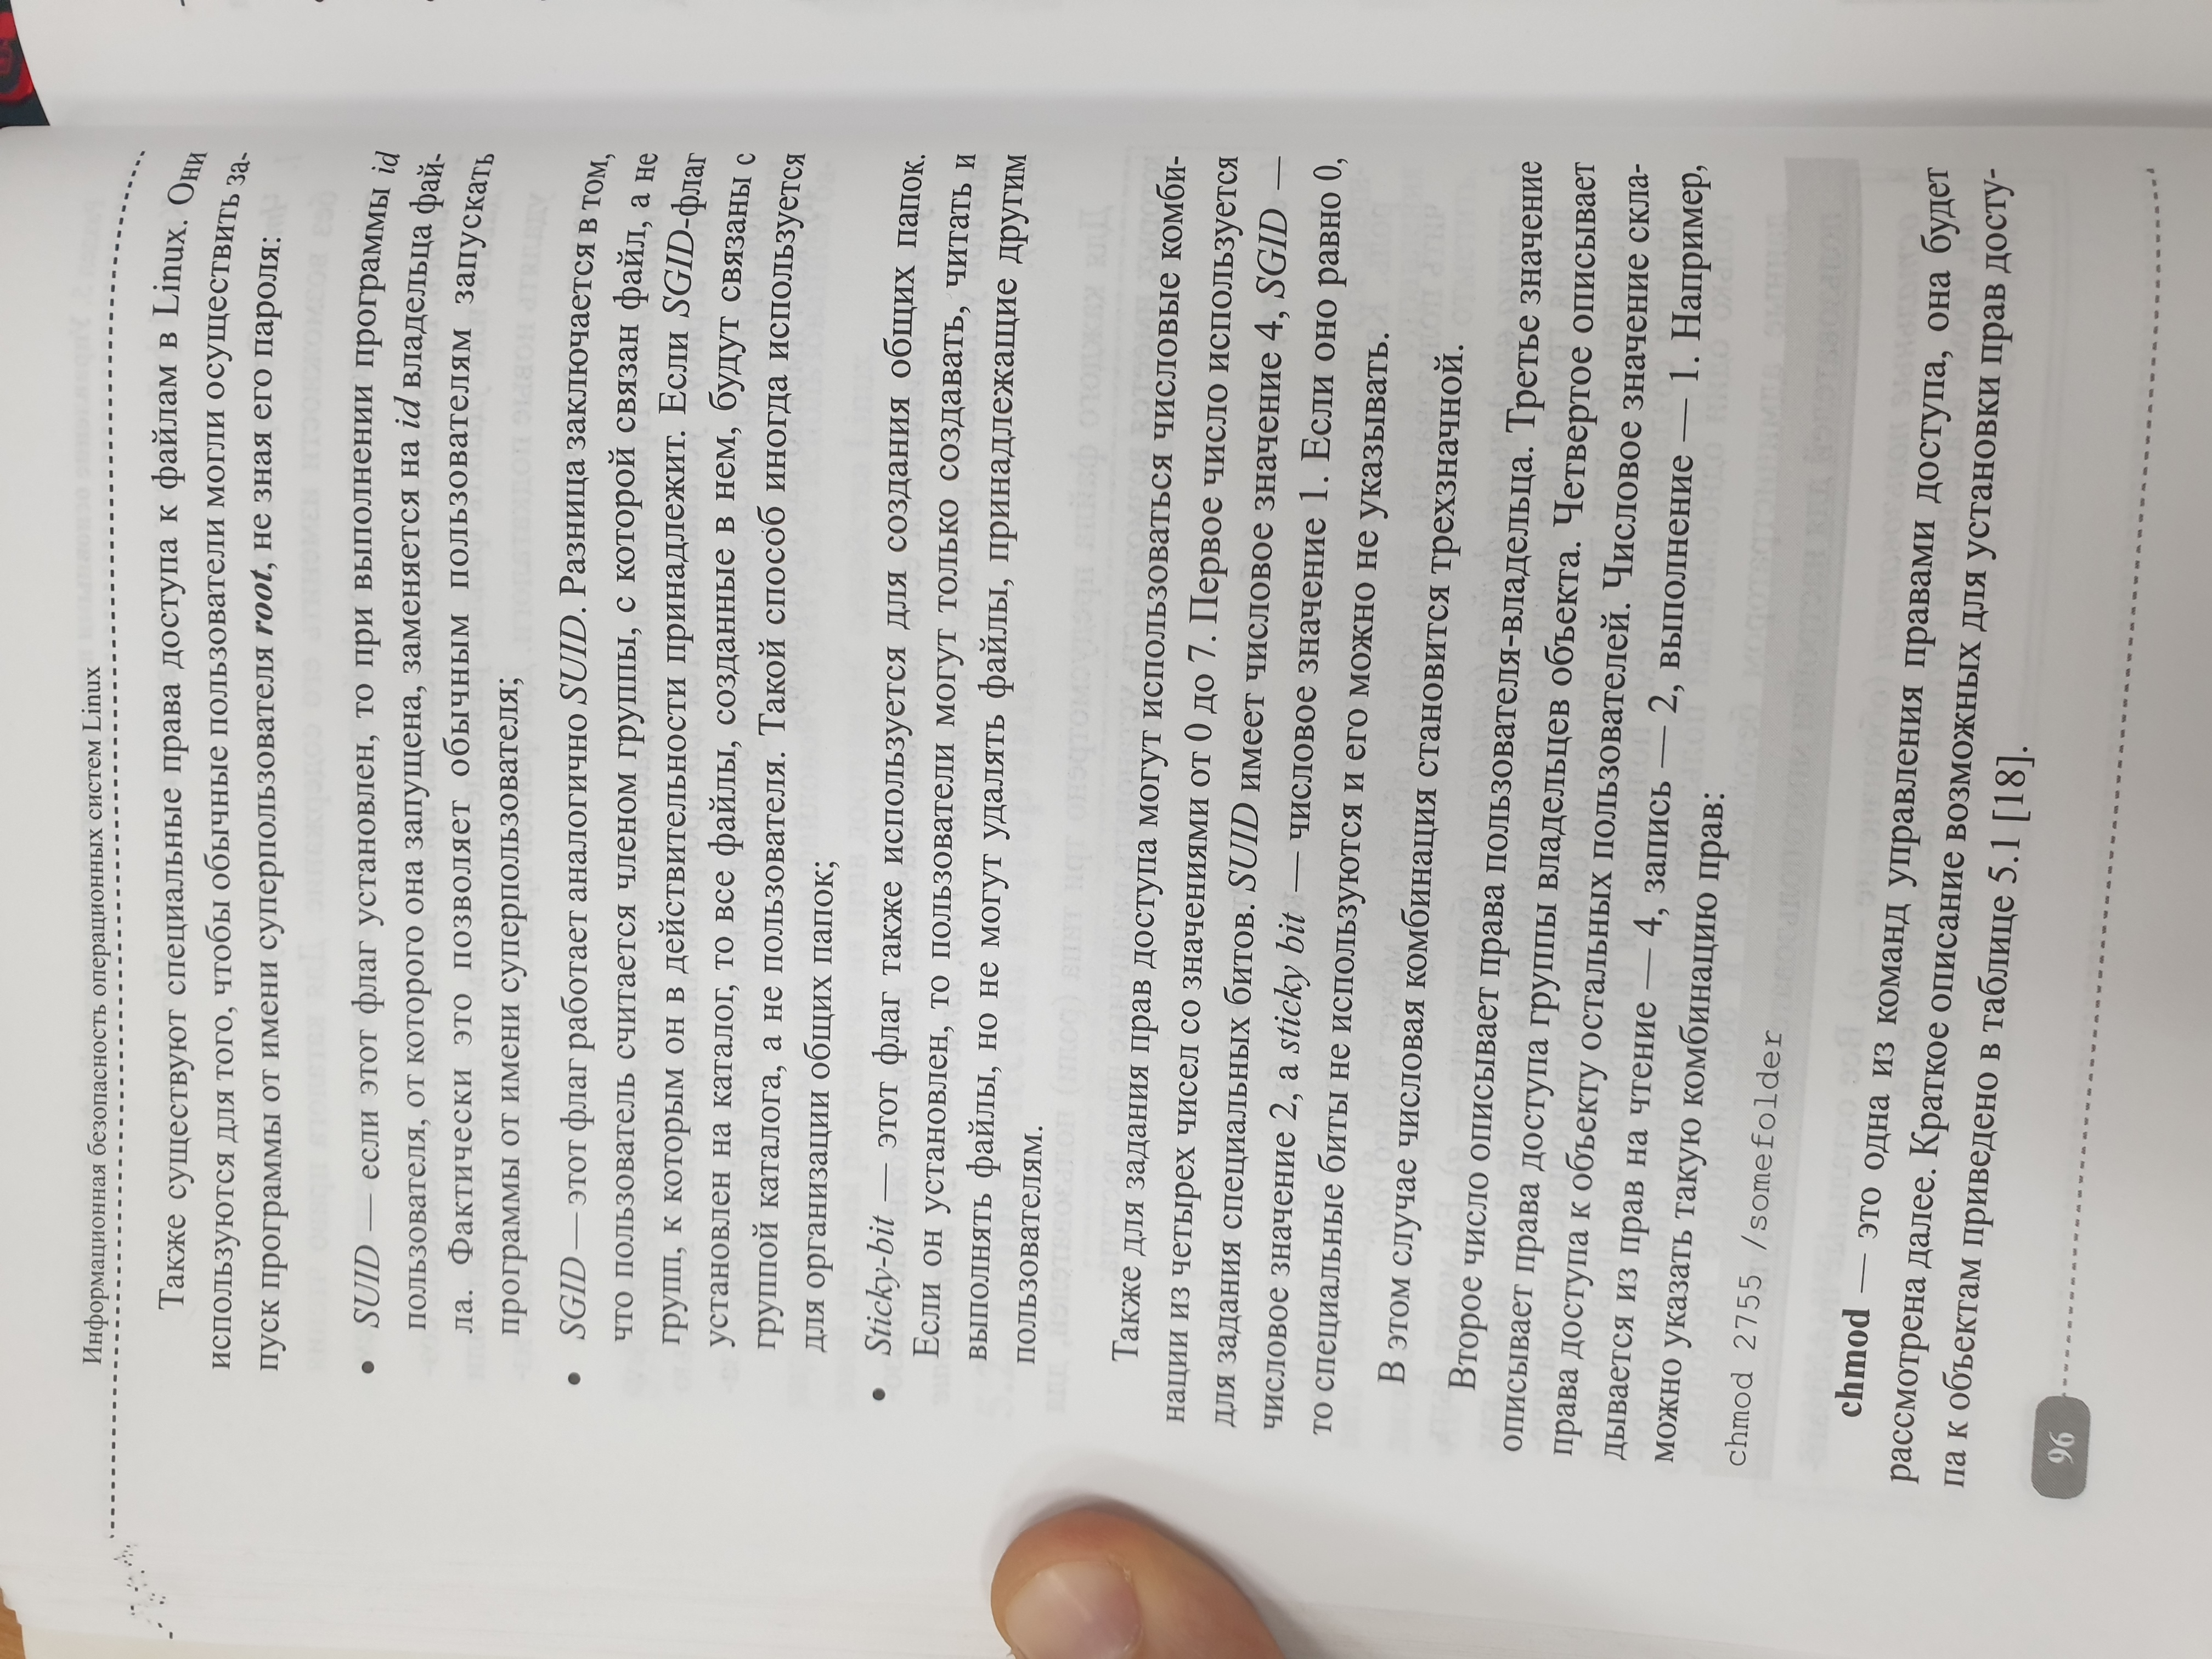 Информационная безопасность операционных систем Linux
Также существуют специальные права доступа к файлам в Linux. Они
используются для того, чтобы обычные пользователи могли осуществить за-
пуск программы от имени суперпользователя root, не зная его пароля:
• SUID — если этот флаг установлен, то при выполнении программы id
пользователя, от которого она запущена, заменяется на id владельца фай-
ла. Фактически это позволяет обычным пользователям запускать
программы от имени суперпользователя;
• SGID — этот флаг работает аналогично SUID. Разница заключается в том,
что пользователь считается членом группы, с которой связан файл, а не
групп, к которым он в действительности принадлежит. Если SGID-флаг
установлен на каталог, то все файлы, созданные в нем, будут связаны с
группой каталога, а не пользователя. Такой способ иногда используется
для организации общих папок;
• Sticky-bit — этот флаг также используется для создания общих папок.
Если он установлен, то пользователи могут только создавать, читать и
выполнять файлы, но не могут удалять файлы, принадлежащие другим
пользователям.
Также для задания прав доступа могут использоваться числовые комби-
нации из четырех чисел со значениями от 0 до 7. Первое число используется
для задания специальных битов. SUID имеет числовое значение 4, SGID —
числовое значение 2, а sticky bit — числовое значение 1. Если оно равно 0,
то специальные биты не используются и его можно не указывать.
В этом случае числовая комбинация становится трехзначной.
Второе число описывает права пользователя-владельца. Третье значение
описывает права доступа группы владельцев объекта. Четвертое описывает
права доступа к объекту остальных пользователей. Числовое значение скла-
дывается из прав на чтение — 4, запись — 2, выполнение — 1. Например,
можно указать такую комбинацию прав:
chmod 2755 /somefolder
chmod — это одна из команд управления правами доступа, она будет
рассмотрена далее. Краткое описание возможных для установки прав досту-
па к объектам приведено в таблице 5.1 [18].
96